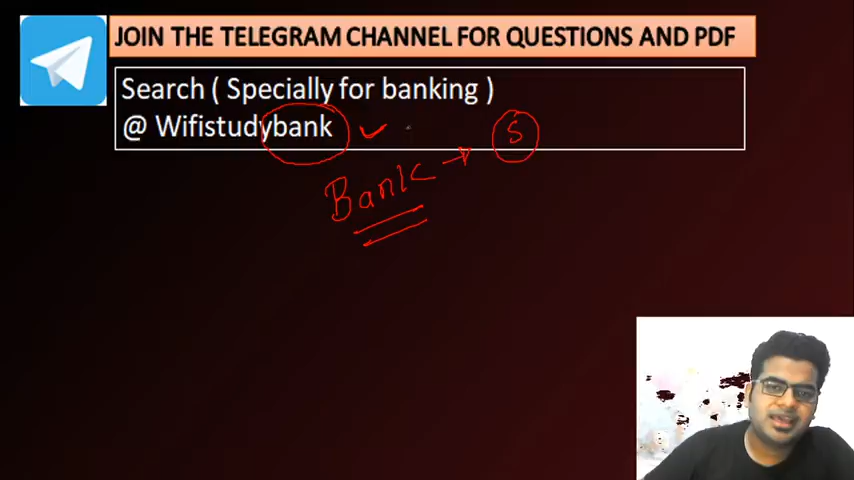 JOIN THE TELEGRAM CHANNEL FOR QUESTIONS AND PDF
Search ( Specially for banking )
@ Wifistudybank
Bank → S